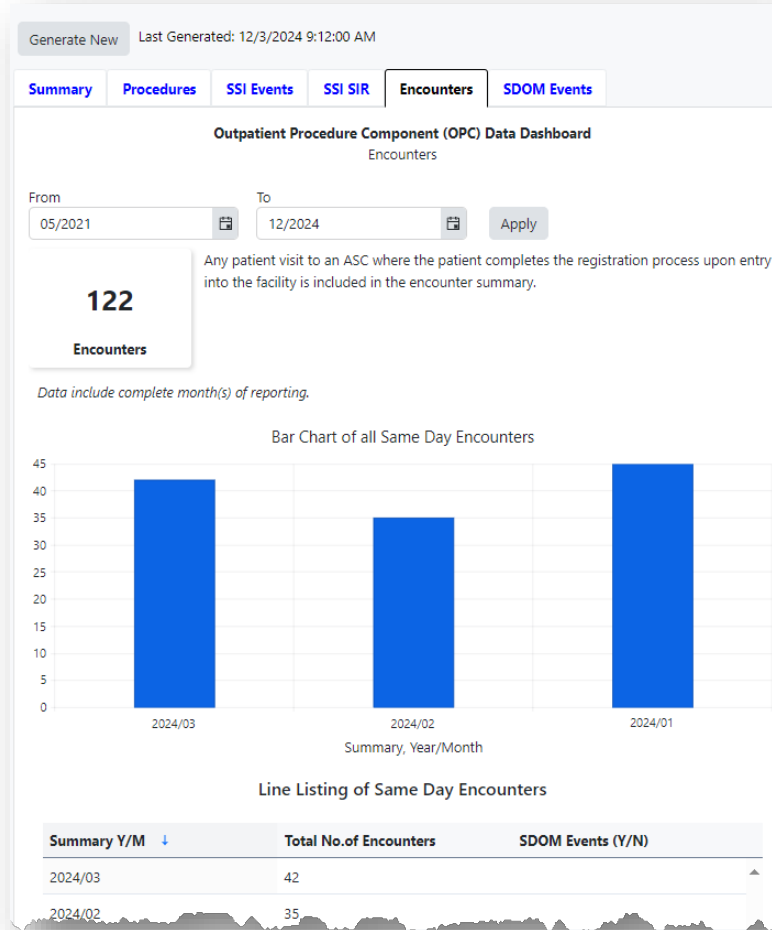 Generate New Last Generated: 12/3/2024 9:12:00 AM
Summary Procedures SSI Events SSI SIR Encounters SDOM Events
Outpatient Procedure Component (OPC) Data Dashboard
Encounters
From To
05/2021 12/2024 Apply
Any patient visit to an ASC where the patient completes the registration process upon entry
into the facility is included in the encounter summary.
122
Encounters
Data include complete month(s) of reporting.
Bar Chart of all Same Day Encounters
45
40
35
30
25
20
15
10
5
0
2024/03 2024/02 2024/01
Summary, Year/Month
Line Listing of Same Day Encounters
Summary Y/M ↓ Total No.of Encounters SDOM Events (Y/N)
2024/03 42
2024/02 35